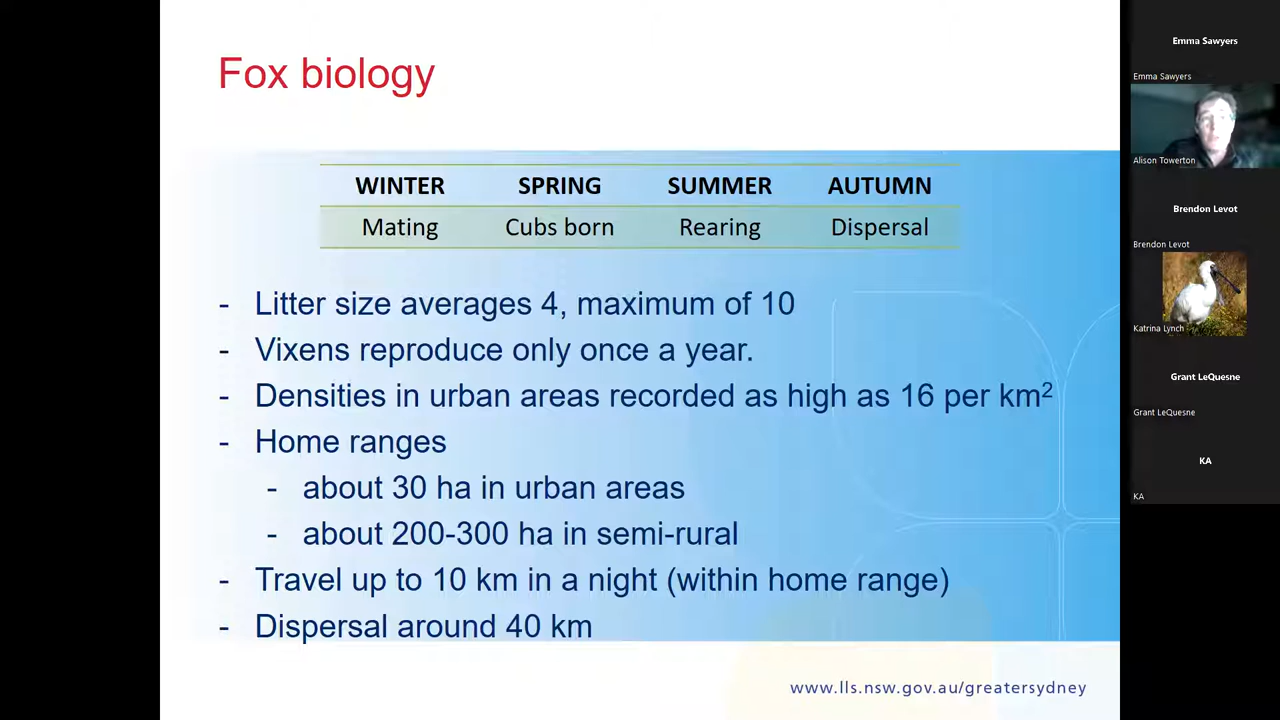 Fox biology
WINTER SPRING SUMMER AUTUMN
Mating Cubs born Rearing Dispersal
- Litter size averages 4, maximum of 10
- Vixens reproduce only once a year.
- Densities in urban areas recorded as high as 16 per km²
- Home ranges
- about 30 ha in urban areas
- about 200-300 ha in semi-rural
- Travel up to 10 km in a night (within home range)
- Dispersal around 40 km
www.lls.nsw.gov.au/greatersydney
Emma Sawyers
Emma Sawyers
Alison Towerton
Brendon Levot
Brendon Levot
Katrina Lynch
Grant LeQuesne
Grant LeQuesne
KA
KA